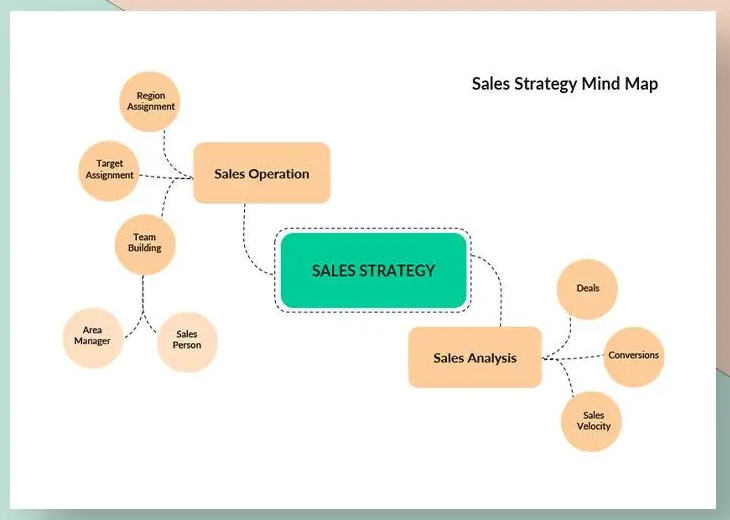 Sales Strategy Mind Map
Region
Assignment
Target
Assignment
Sales Operation
Team
Building
Area
Manager
Sales
Person
SALES STRATEGY
Sales Analysis
Deals
Conversions
Sales
Velocity